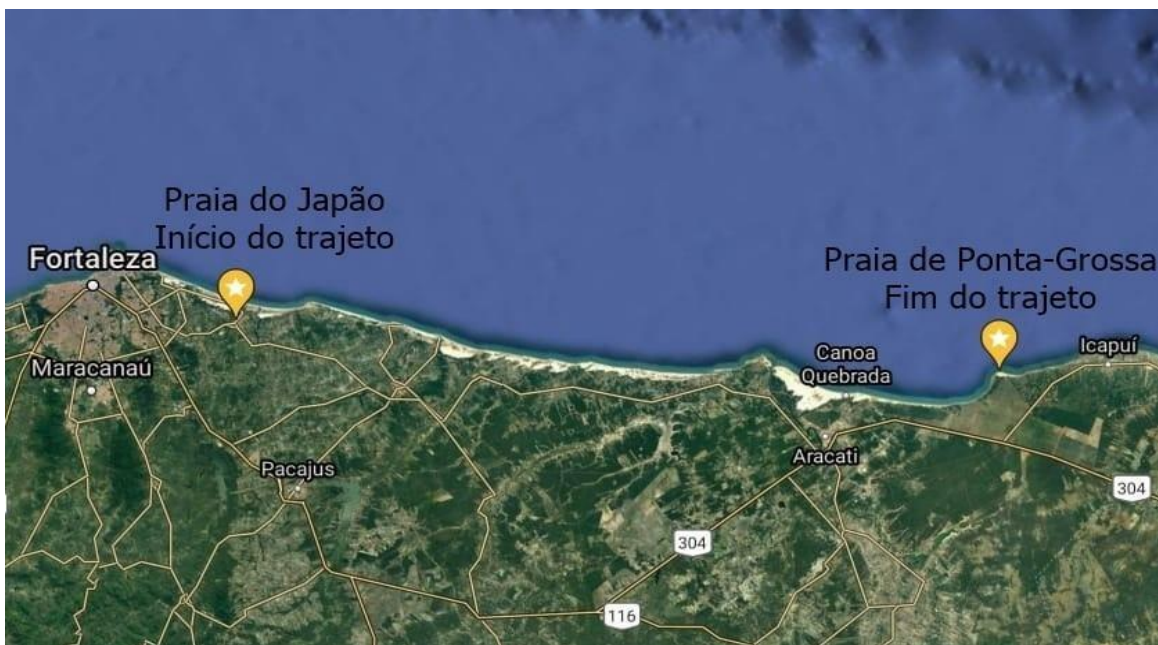 Praia do Japão
Início do trajeto
Fortaleza
Praia de Ponta-Grossa
Fim do trajeto
Maracanaú
Canoa
Quebrada
Icapuí
Pacajus
Aracati
304
304
116